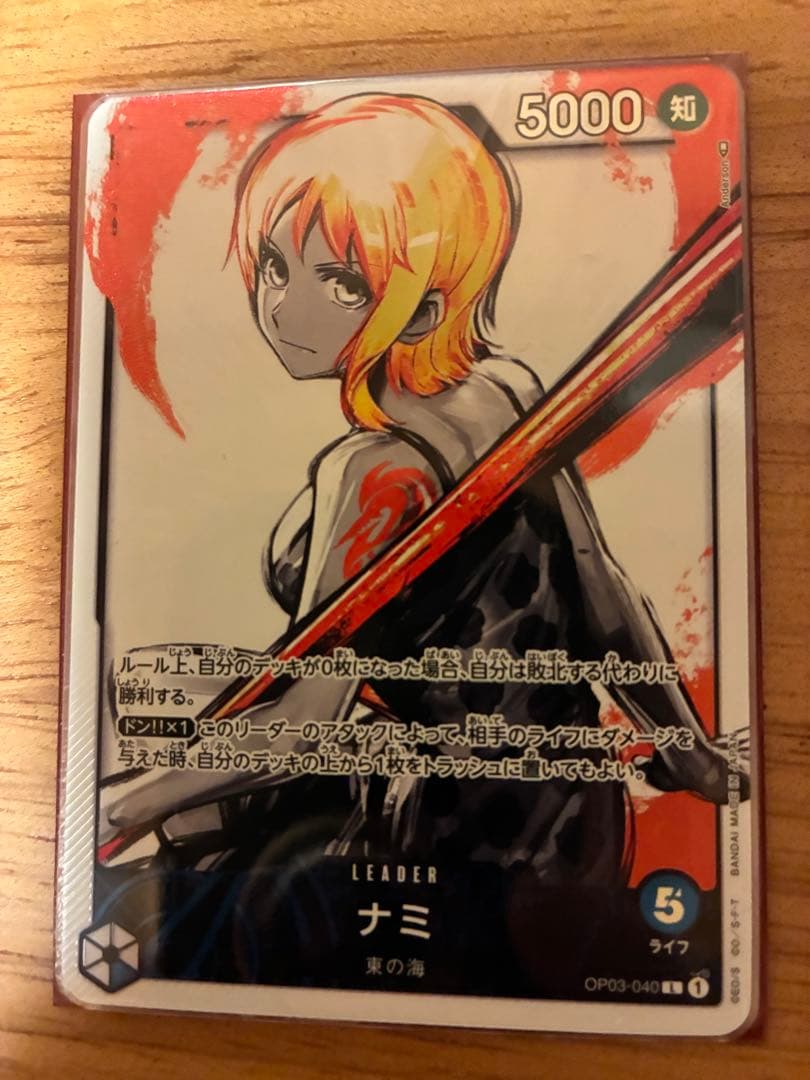 5000 知
Anderson
ルール上、自分のデッキが0枚になった場合、自分は敗北する代わりに
勝利する。
ドン!!×1 このリーダーのアタックによって、相手のライフにダメージを
与えた時、自分のデッキの上から1枚をトラッシュに置いてもよい。
LEADER
ナミ
東の海
5
ライフ
OP03-040 L 1
©EO/S ©O/S・F・T BANDAI MADE IN JAPAN